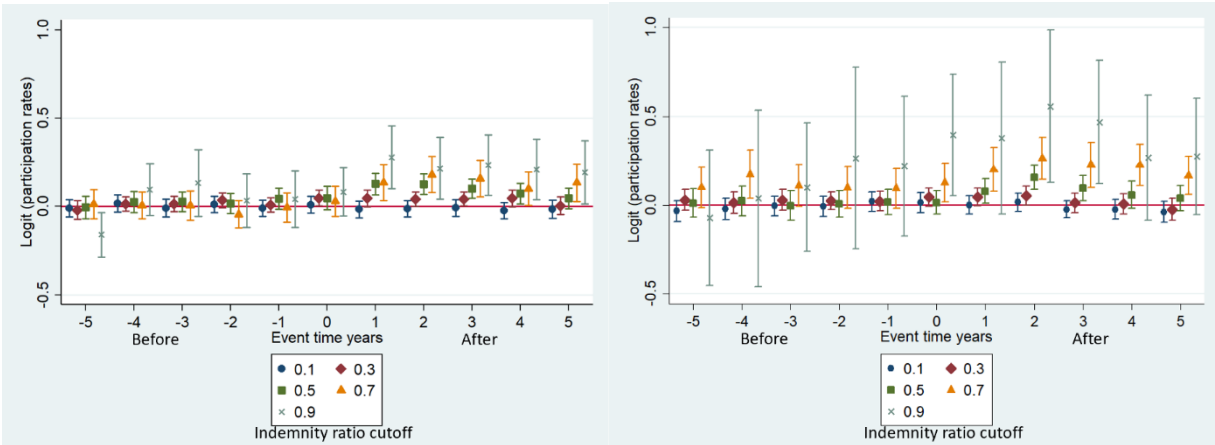 Logit (participation rates)
1.0
0.5
0.0
-0.5
-5 -4 -3 -2 -1 0 1 2 3 4 5
Before Event time years After
0.1 0.3
0.5 0.7
0.9
Indemnity ratio cutoff
Logit (participation rates)
1.0
0.5
0.0
-0.5
-5 -4 -3 -2 -1 0 1 2 3 4 5
Before Event time years After
0.1 0.3
0.5 0.7
0.9
Indemnity ratio cutoff